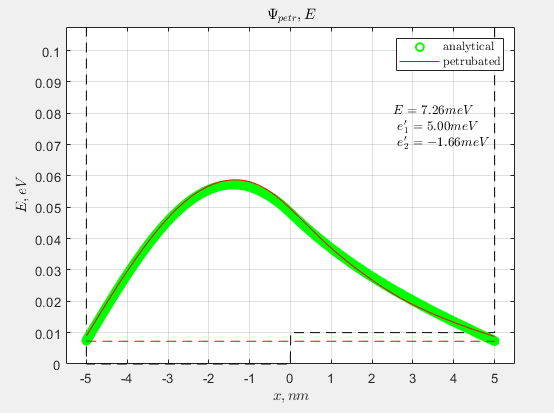 Ψ_petr, E
analytical
petrubated
E = 7.26meV
e′_1 = 5.00meV
e′_2 = −1.66meV
E, eV
0.1
0.09
0.08
0.07
0.06
0.05
0.04
0.03
0.02
0.01
0
-5 -4 -3 -2 -1 0 1 2 3 4 5
x, nm